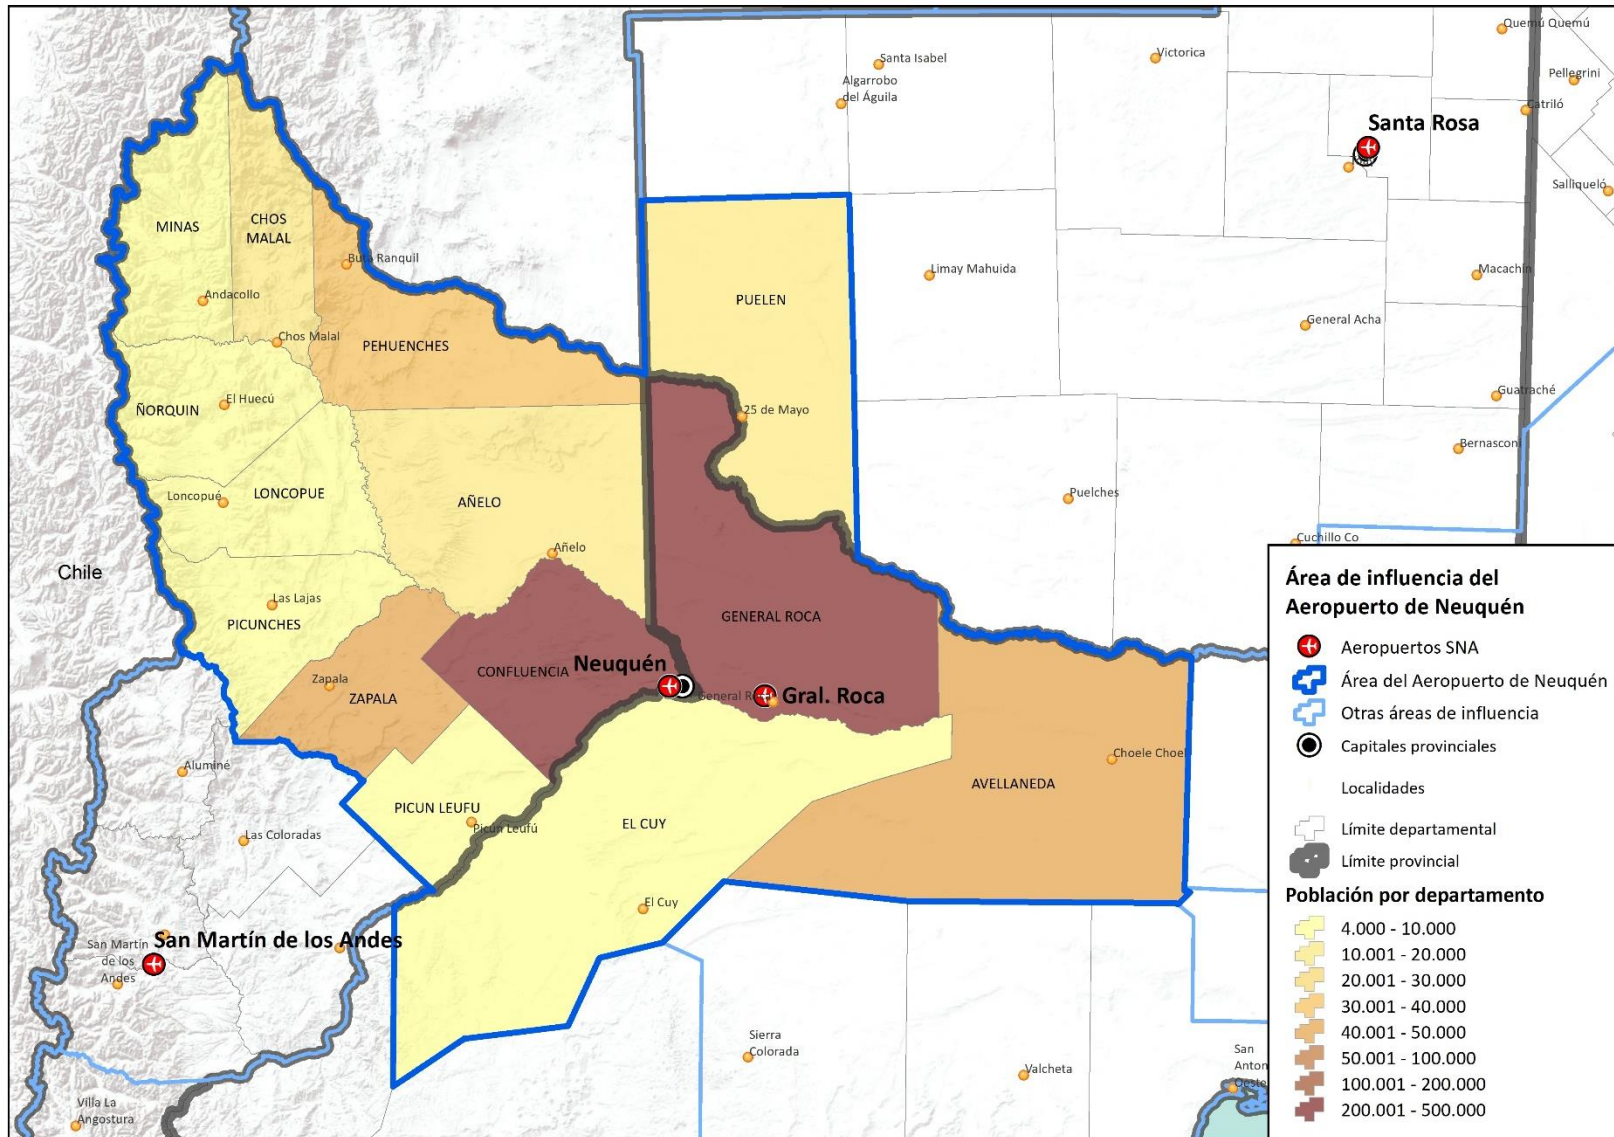 Quemú Quemú
Santa Isabel
Victorica
Algarrobo
del Águila
Pellegrini
Catriló
Santa Rosa
Salliqueló
MINAS
CHOS
MALAL
Buta Ranquil
Limay Mahuida
Macachín
Andacollo
PUELEN
General Acha
Chos Malal
PEHUENCHES
El Huecú
ÑORQUIN
25 de Mayo
Guatraché
Bernasconi
Loncopué
LONCOPUE
AÑELO
Puelches
Añelo
Cuchillo Co
Chile
Las Lajas
PICUNCHES
GENERAL ROCA
CONFLUENCIA
Neuquén
Zapala
ZAPALA
General R
Gral. Roca
Aluminé
Choele Choel
AVELLANEDA
PICUN LEUFU
Picún Leufú
EL CUY
Las Coloradas
El Cuy
San Martín
de los
Andes
San Martín de los Andes
Sierra
Colorada
Valcheta
San
Anton
Oeste
Villa La
Angostura
Área de influencia del
Aeropuerto de Neuquén
Aeropuertos SNA
Área del Aeropuerto de Neuquén
Otras áreas de influencia
Capitales provinciales
Localidades
Límite departamental
Límite provincial
Población por departamento
4.000 - 10.000
10.001 - 20.000
20.001 - 30.000
30.001 - 40.000
40.001 - 50.000
50.001 - 100.000
100.001 - 200.000
200.001 - 500.000